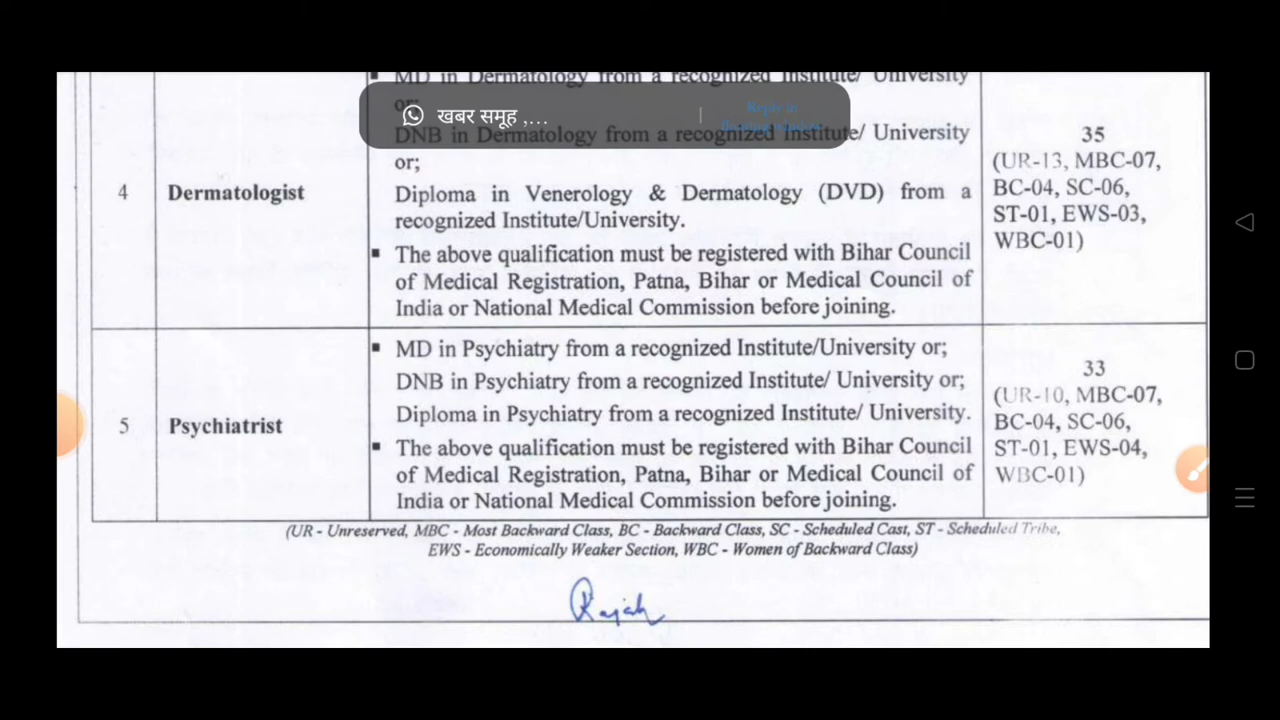 MD in Dermatology from a recognized Institute/ University
or;
खबर समूह ,...
Reply in
DNB in Dermatology from a recognized Institute/ University
or;
Diploma in Venerology & Dermatology (DVD) from a
recognized Institute/University.
▪ The above qualification must be registered with Bihar Council
of Medical Registration, Patna, Bihar or Medical Council of
India or National Medical Commission before joining.
4
Dermatologist
35
(UR-13, MBC-07,
BC-04, SC-06,
ST-01, EWS-03,
WBC-01)
5
Psychiatrist
▪ MD in Psychiatry from a recognized Institute/University or;
DNB in Psychiatry from a recognized Institute/ University or;
Diploma in Psychiatry from a recognized Institute/ University.
▪ The above qualification must be registered with Bihar Council
of Medical Registration, Patna, Bihar or Medical Council of
India or National Medical Commission before joining.
33
(UR-10, MBC-07,
BC-04, SC-06,
ST-01, EWS-04,
WBC-01)
(UR - Unreserved, MBC - Most Backward Class, BC - Backward Class, SC - Scheduled Cast, ST - Scheduled Tribe,
EWS - Economically Weaker Section, WBC - Women of Backward Class)